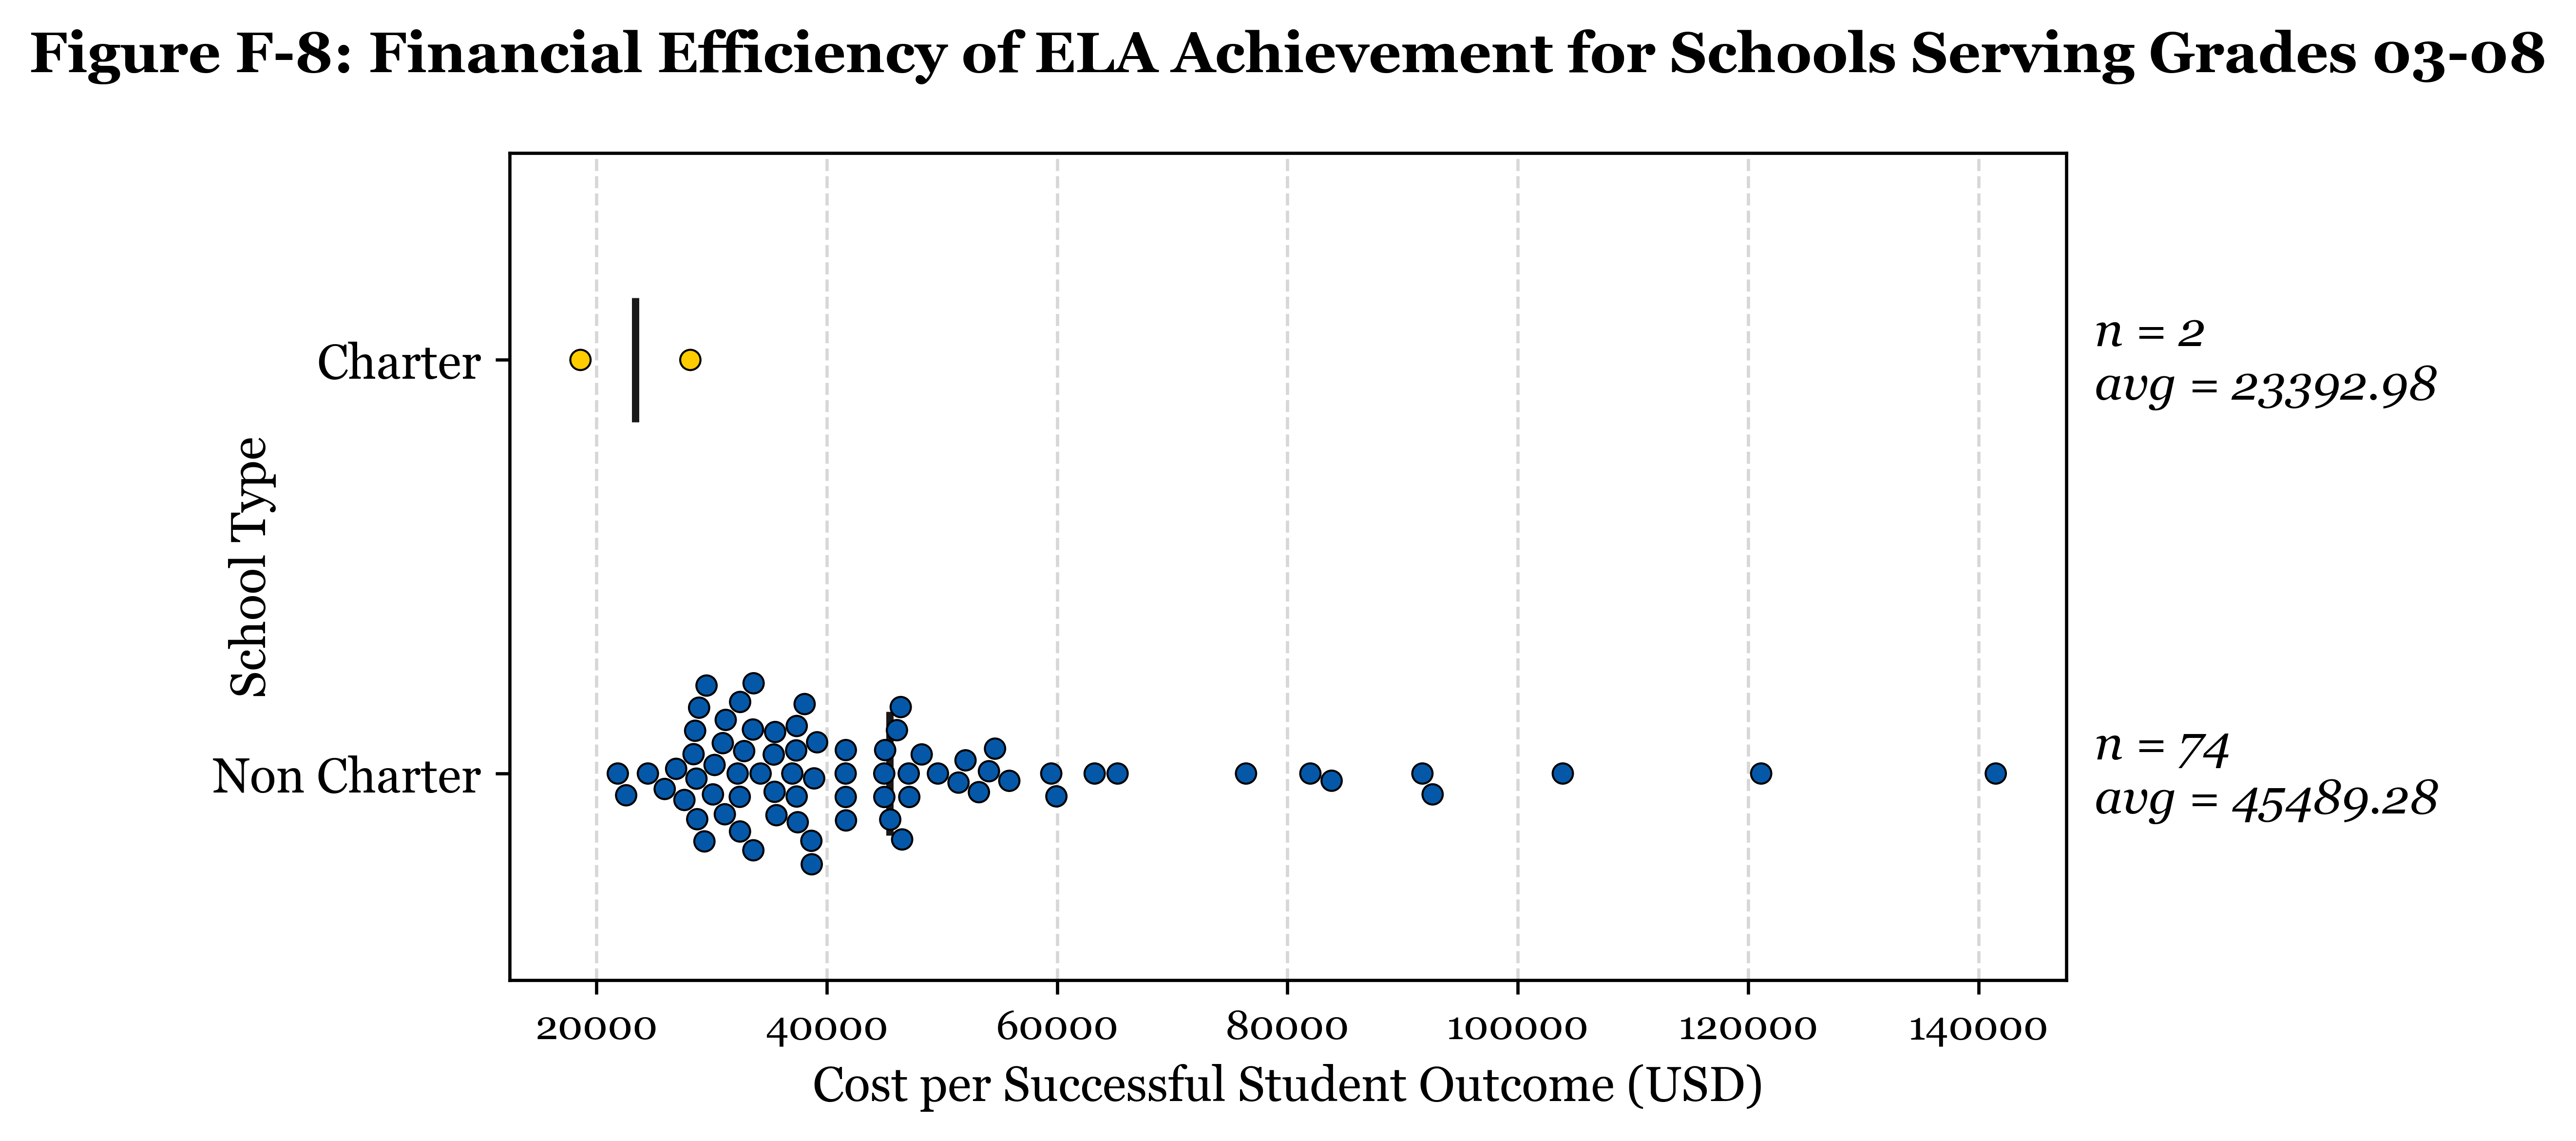 Figure F-8: Financial Efficiency of ELA Achievement for Schools Serving Grades 03-08
School Type
Charter
n = 2
avg = 23392.98
Non Charter
n = 74
avg = 45489.28
20000 40000 60000 80000 100000 120000 140000
Cost per Successful Student Outcome (USD)